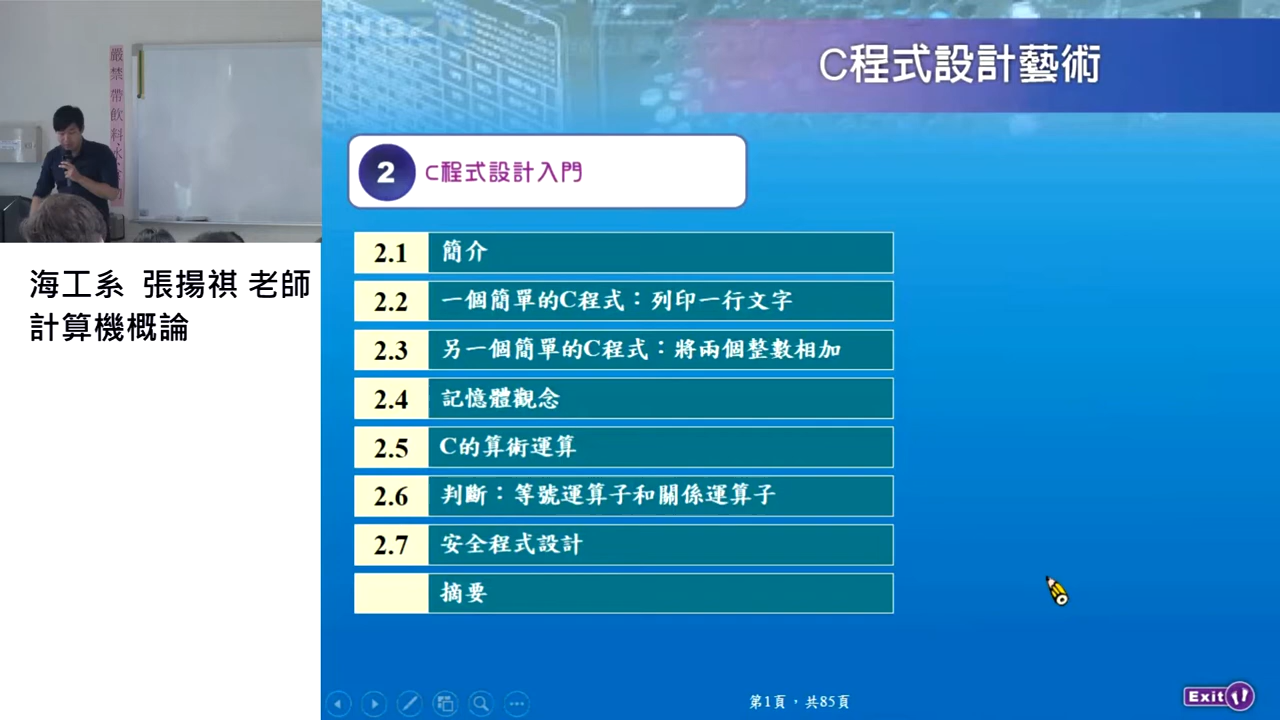 嚴禁帶飲料
海工系 張揚祺 老師
計算機概論
C程式設計藝術
2 C程式設計入門
2.1 簡介
2.2 一個簡單的C程式：列印一行文字
2.3 另一個簡單的C程式：將兩個整數相加
2.4 記憶體觀念
2.5 C的算術運算
2.6 判斷：等號運算子和關係運算子
2.7 安全程式設計
摘要
第1頁，共85頁
Exit